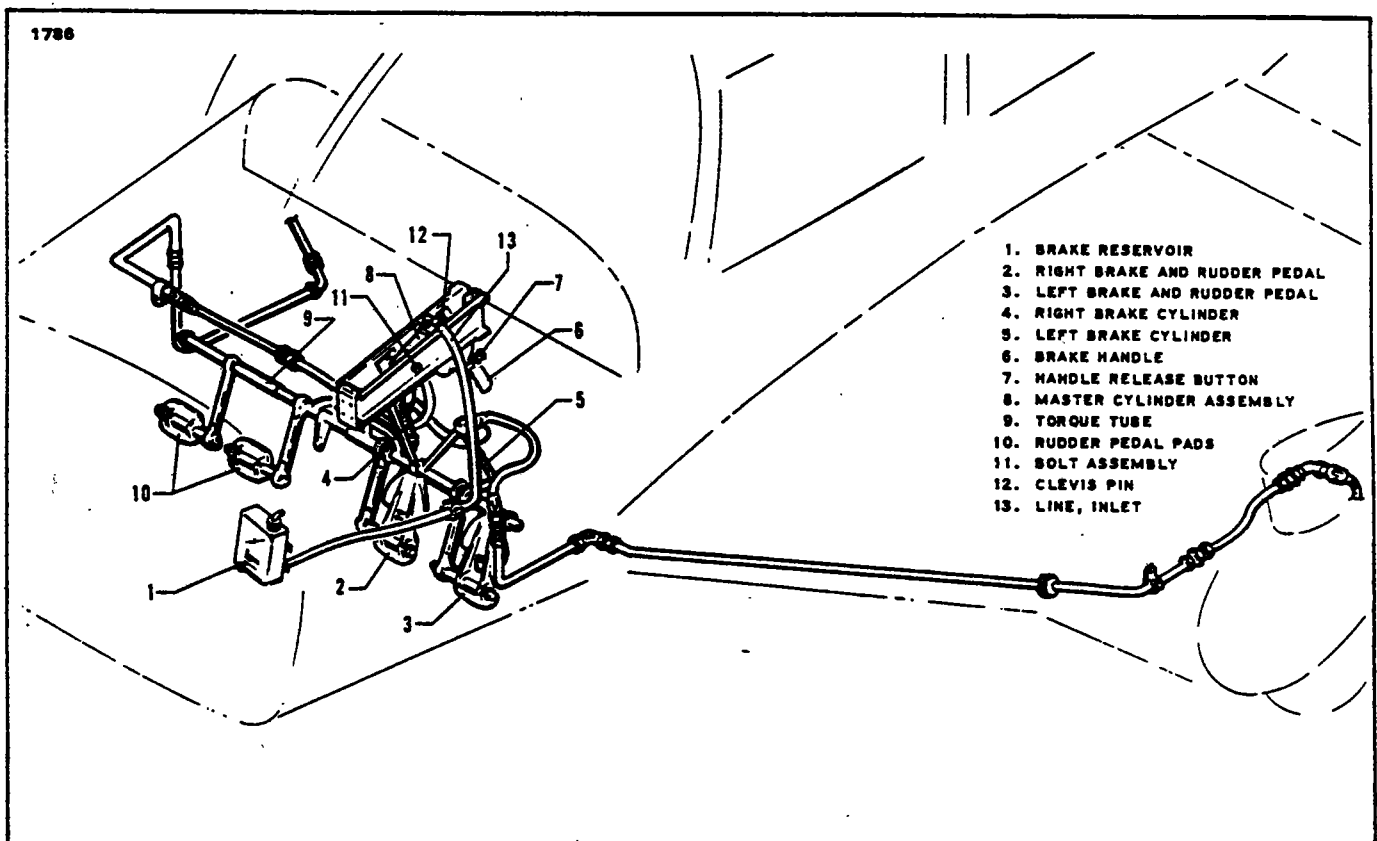 1786
12
13
8
7
11
6
9
5
4
10
2
1
3
1. BRAKE RESERVOIR
2. RIGHT BRAKE AND RUDDER PEDAL
3. LEFT BRAKE AND RUDDER PEDAL
4. RIGHT BRAKE CYLINDER
5. LEFT BRAKE CYLINDER
6. BRAKE HANDLE
7. HANDLE RELEASE BUTTON
8. MASTER CYLINDER ASSEMBLY
9. TORQUE TUBE
10. RUDDER PEDAL PADS
11. BOLT ASSEMBLY
12. CLEVIS PIN
13. LINE, INLET